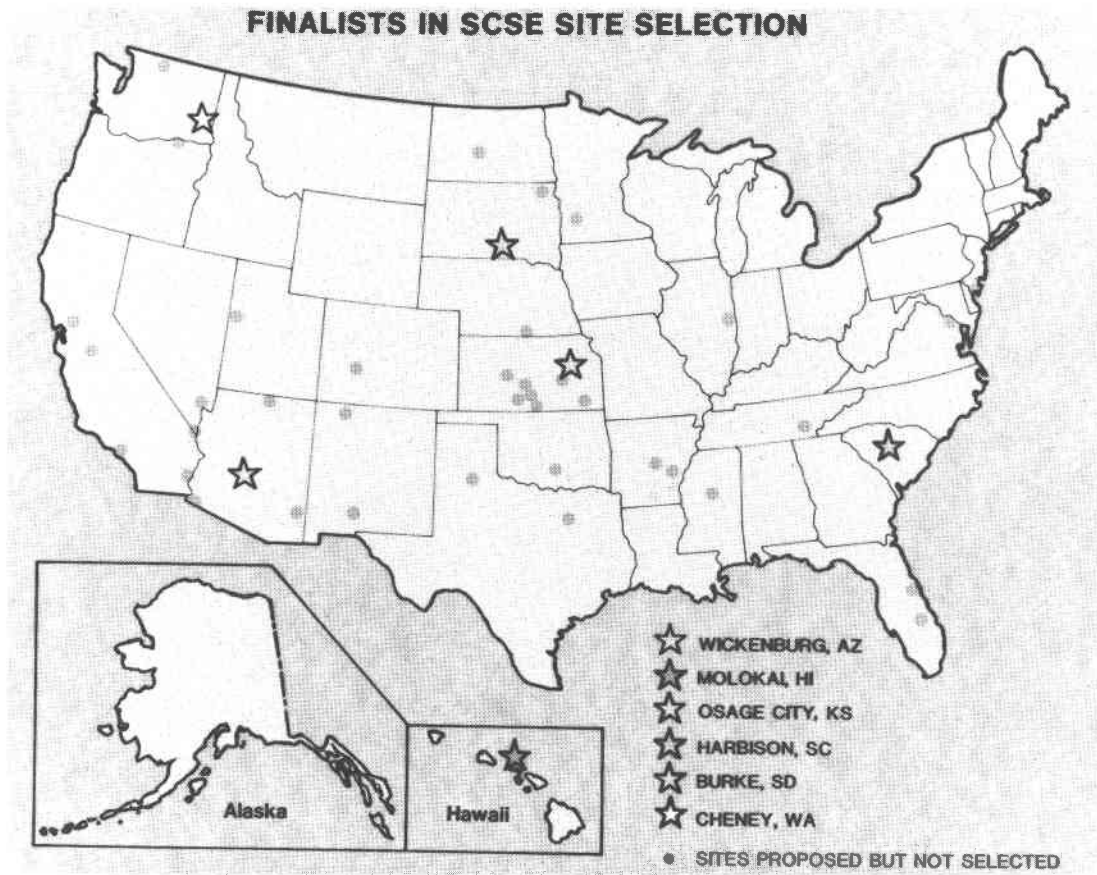 FINALISTS IN SCSE SITE SELECTION
WICKENBURG, AZ
MOLOKAI, HI
OSAGE CITY, KS
HARBISON, SC
BURKE, SD
CHENEY, WA
SITES PROPOSED BUT NOT SELECTED
Alaska
Hawaii